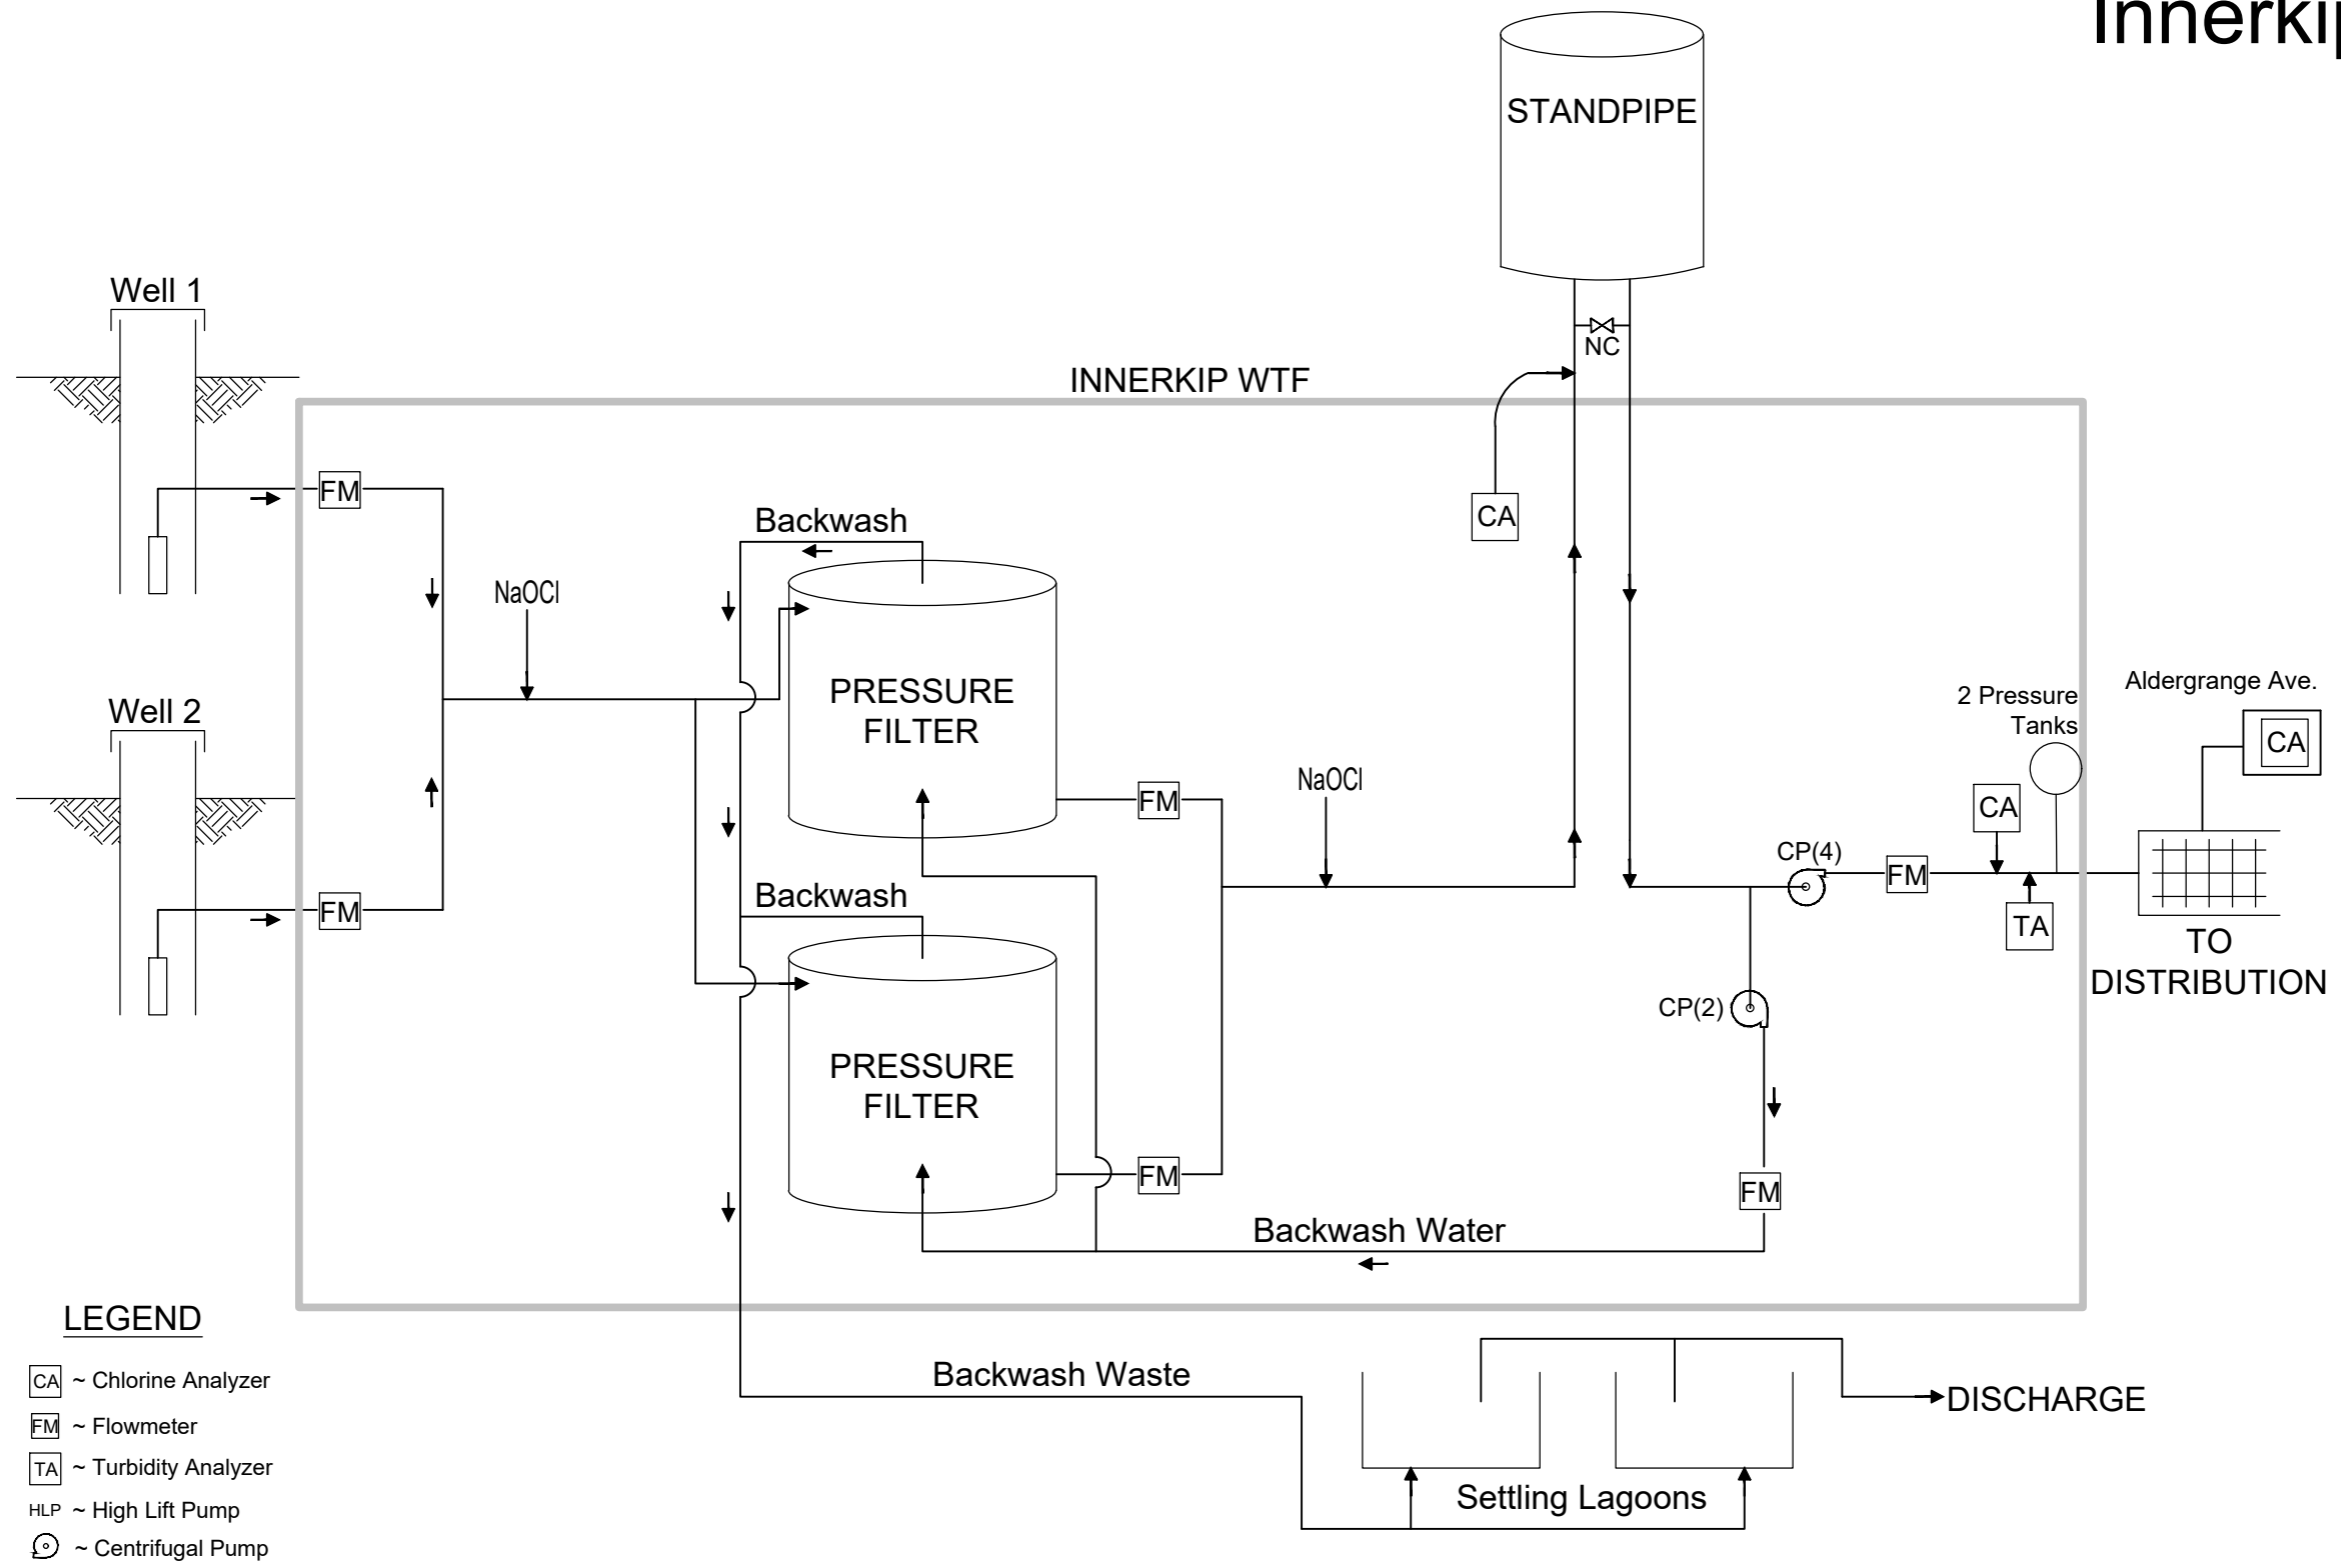 Innerkip
STANDPIPE
Well 1
NC
INNERKIP WTF
FM
CA
Backwash
NaOCl
PRESSURE
FILTER
Well 2
2 Pressure
Tanks
Aldergrange Ave.
CA
NaOCl
FM
CA
CP(4)
FM
Backwash
FM
TA
TO
DISTRIBUTION
CP(2)
PRESSURE
FILTER
FM
FM
Backwash Water
LEGEND
CA ~ Chlorine Analyzer
FM ~ Flowmeter
TA ~ Turbidity Analyzer
HLP ~ High Lift Pump
~ Centrifugal Pump
Backwash Waste
DISCHARGE
Settling Lagoons